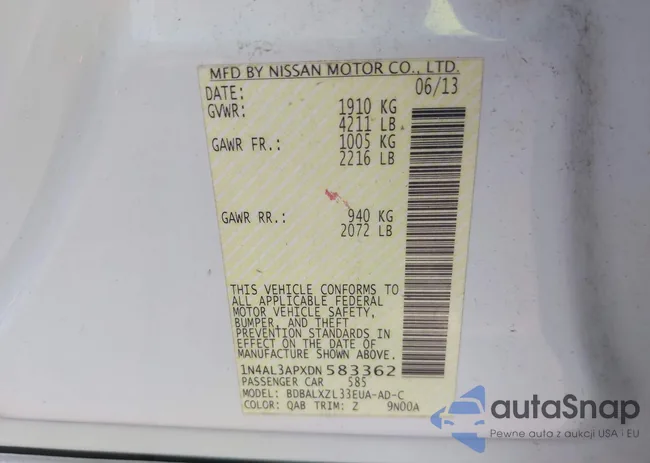 MFD BY NISSAN MOTOR CO., LTD.
DATE: 06/13
GVWR: 1910 KG
4211 LB
GAWR FR.: 1005 KG
2216 LB
GAWR RR.: 940 KG
2072 LB
THIS VEHICLE CONFORMS TO
ALL APPLICABLE FEDERAL
MOTOR VEHICLE SAFETY,
BUMPER, AND THEFT
PREVENTION STANDARDS IN
EFFECT ON THE DATE OF
MANUFACTURE SHOWN ABOVE.
1N4AL3APXDN 583362
PASSENGER CAR 585
MODEL: BDBALXZL33EUA-AD-C
COLOR: QAB TRIM: Z 9N00A
autoSnap
Pewne auta z aukcji USA i EU